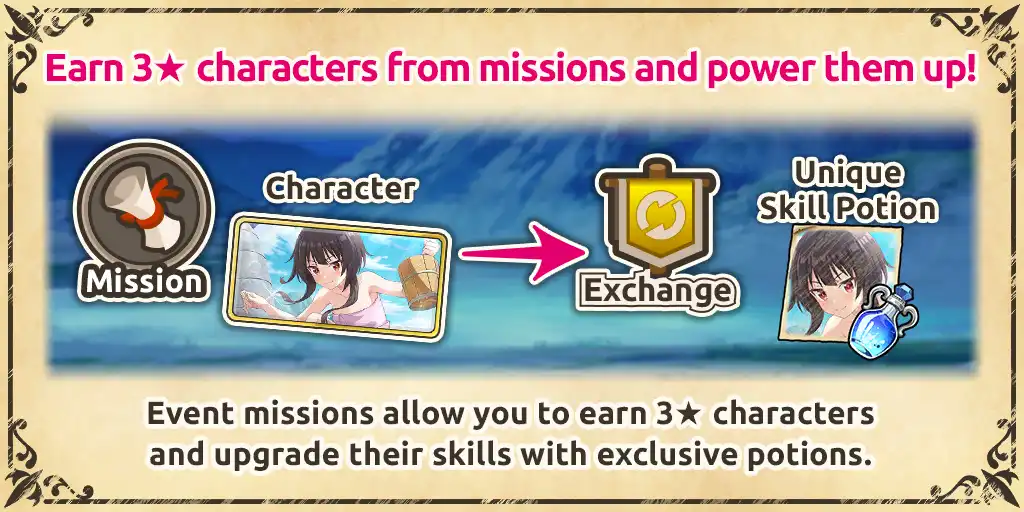 Earn 3★ characters from missions and power them up!
Character
Mission
Exchange
Unique
Skill Potion
Event missions allow you to earn 3★ characters
and upgrade their skills with exclusive potions.